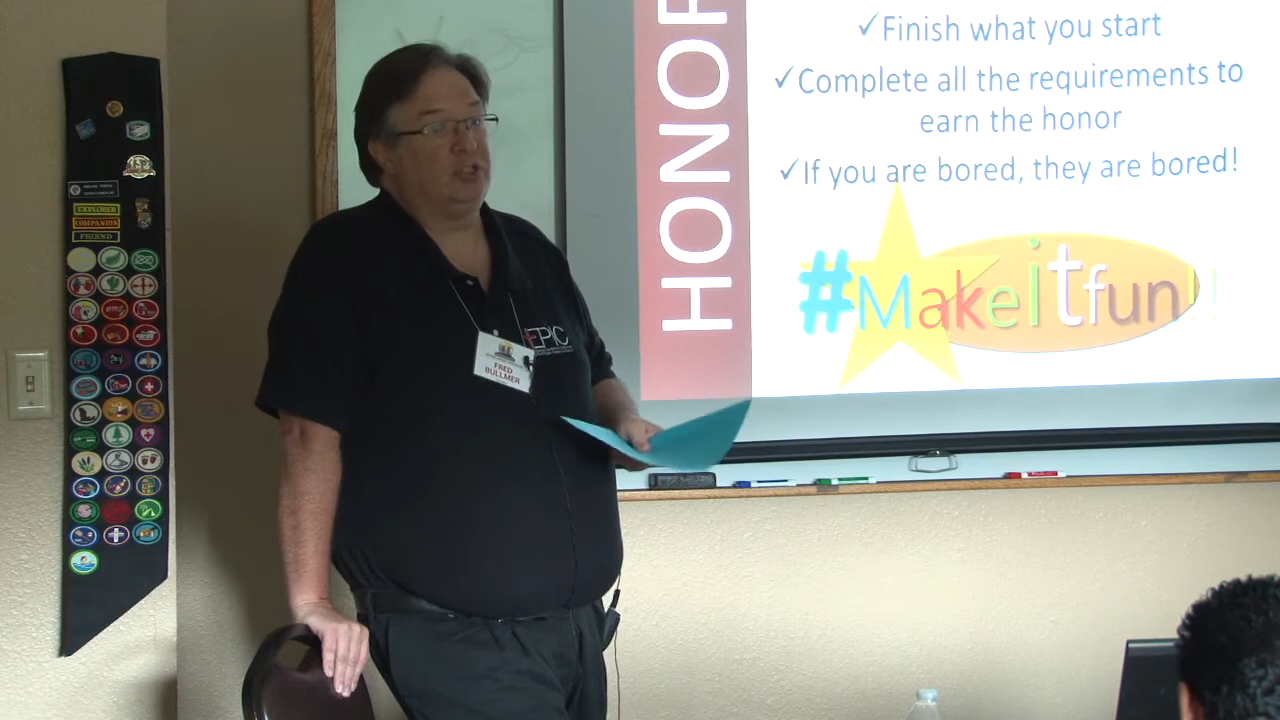 HONOR
✓Finish what you start
✓Complete all the requirements to
earn the honor
✓If you are bored, they are bored!
#Makeitfun!!
EPIC
FRED
BULLMER
EXPLORER
COMPANION
FRIEND